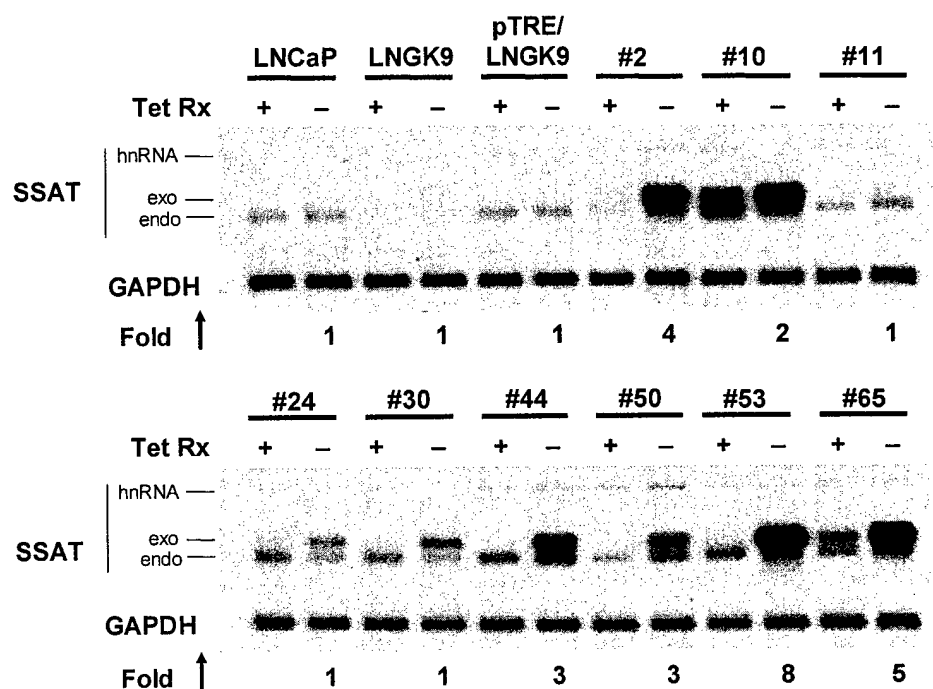 pTRE/
LNCaP LNGK9 LNGK9 #2 #10 #11
Tet Rx + – + – + – + – + – + –
hnRNA
SSAT exo
endo
GAPDH
Fold 1 1 1 4 2 1
#24 #30 #44 #50 #53 #65
Tet Rx + – + – + – + – + – + –
hnRNA
exo
SSAT endo
GAPDH
Fold 1 1 3 3 8 5